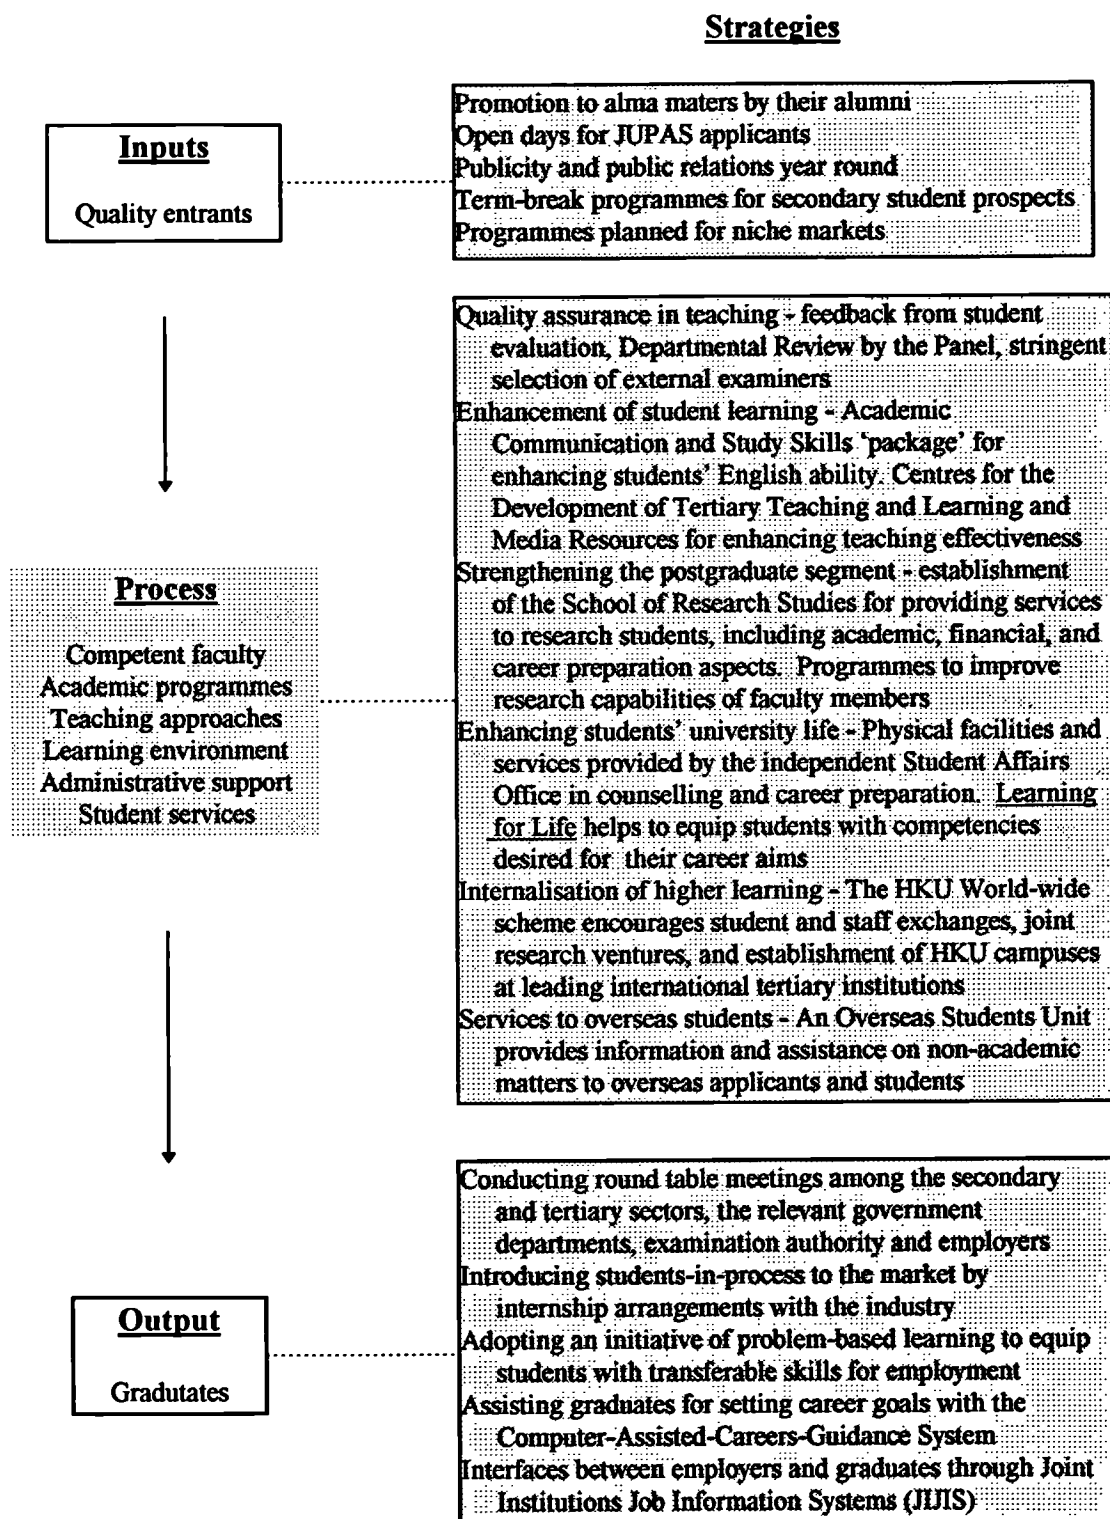 Strategies
Inputs
Quality entrants
Promotion to alma maters by their alumni
Open days for JUPAS applicants
Publicity and public relations year round
Term-break programmes for secondary student prospects
Programmes planned for niche markets
Process
Competent faculty
Academic programmes
Teaching approaches
Learning environment
Administrative support
Student services
Quality assurance in teaching - feedback from student
evaluation, Departmental Review by the Panel, stringent
selection of external examiners
Enhancement of student learning - Academic
Communication and Study Skills 'package' for
enhancing students' English ability. Centres for the
Development of Tertiary Teaching and Learning and
Media Resources for enhancing teaching effectiveness
Strengthening the postgraduate segment - establishment
of the School of Research Studies for providing services
to research students, including academic, financial, and
career preparation aspects. Programmes to improve
research capabilities of faculty members
Enhancing students' university life - Physical facilities and
services provided by the independent Student Affairs
Office in counselling and career preparation. Learning
for Life helps to equip students with competencies
desired for their career aims
Internalisation of higher learning - The HKU World-wide
scheme encourages student and staff exchanges, joint
research ventures, and establishment of HKU campuses
at leading international tertiary institutions
Services to overseas students - An Overseas Students Unit
provides information and assistance on non-academic
matters to overseas applicants and students
Output
Gradutates
Conducting round table meetings among the secondary
and tertiary sectors, the relevant government
departments, examination authority and employers
Introducing students-in-process to the market by
internship arrangements with the industry
Adopting an initiative of problem-based learning to equip
students with transferable skills for employment
Assisting graduates for setting career goals with the
Computer-Assisted-Careers-Guidance System
Interfaces between employers and graduates through Joint
Institutions Job Information Systems (JIJIS)